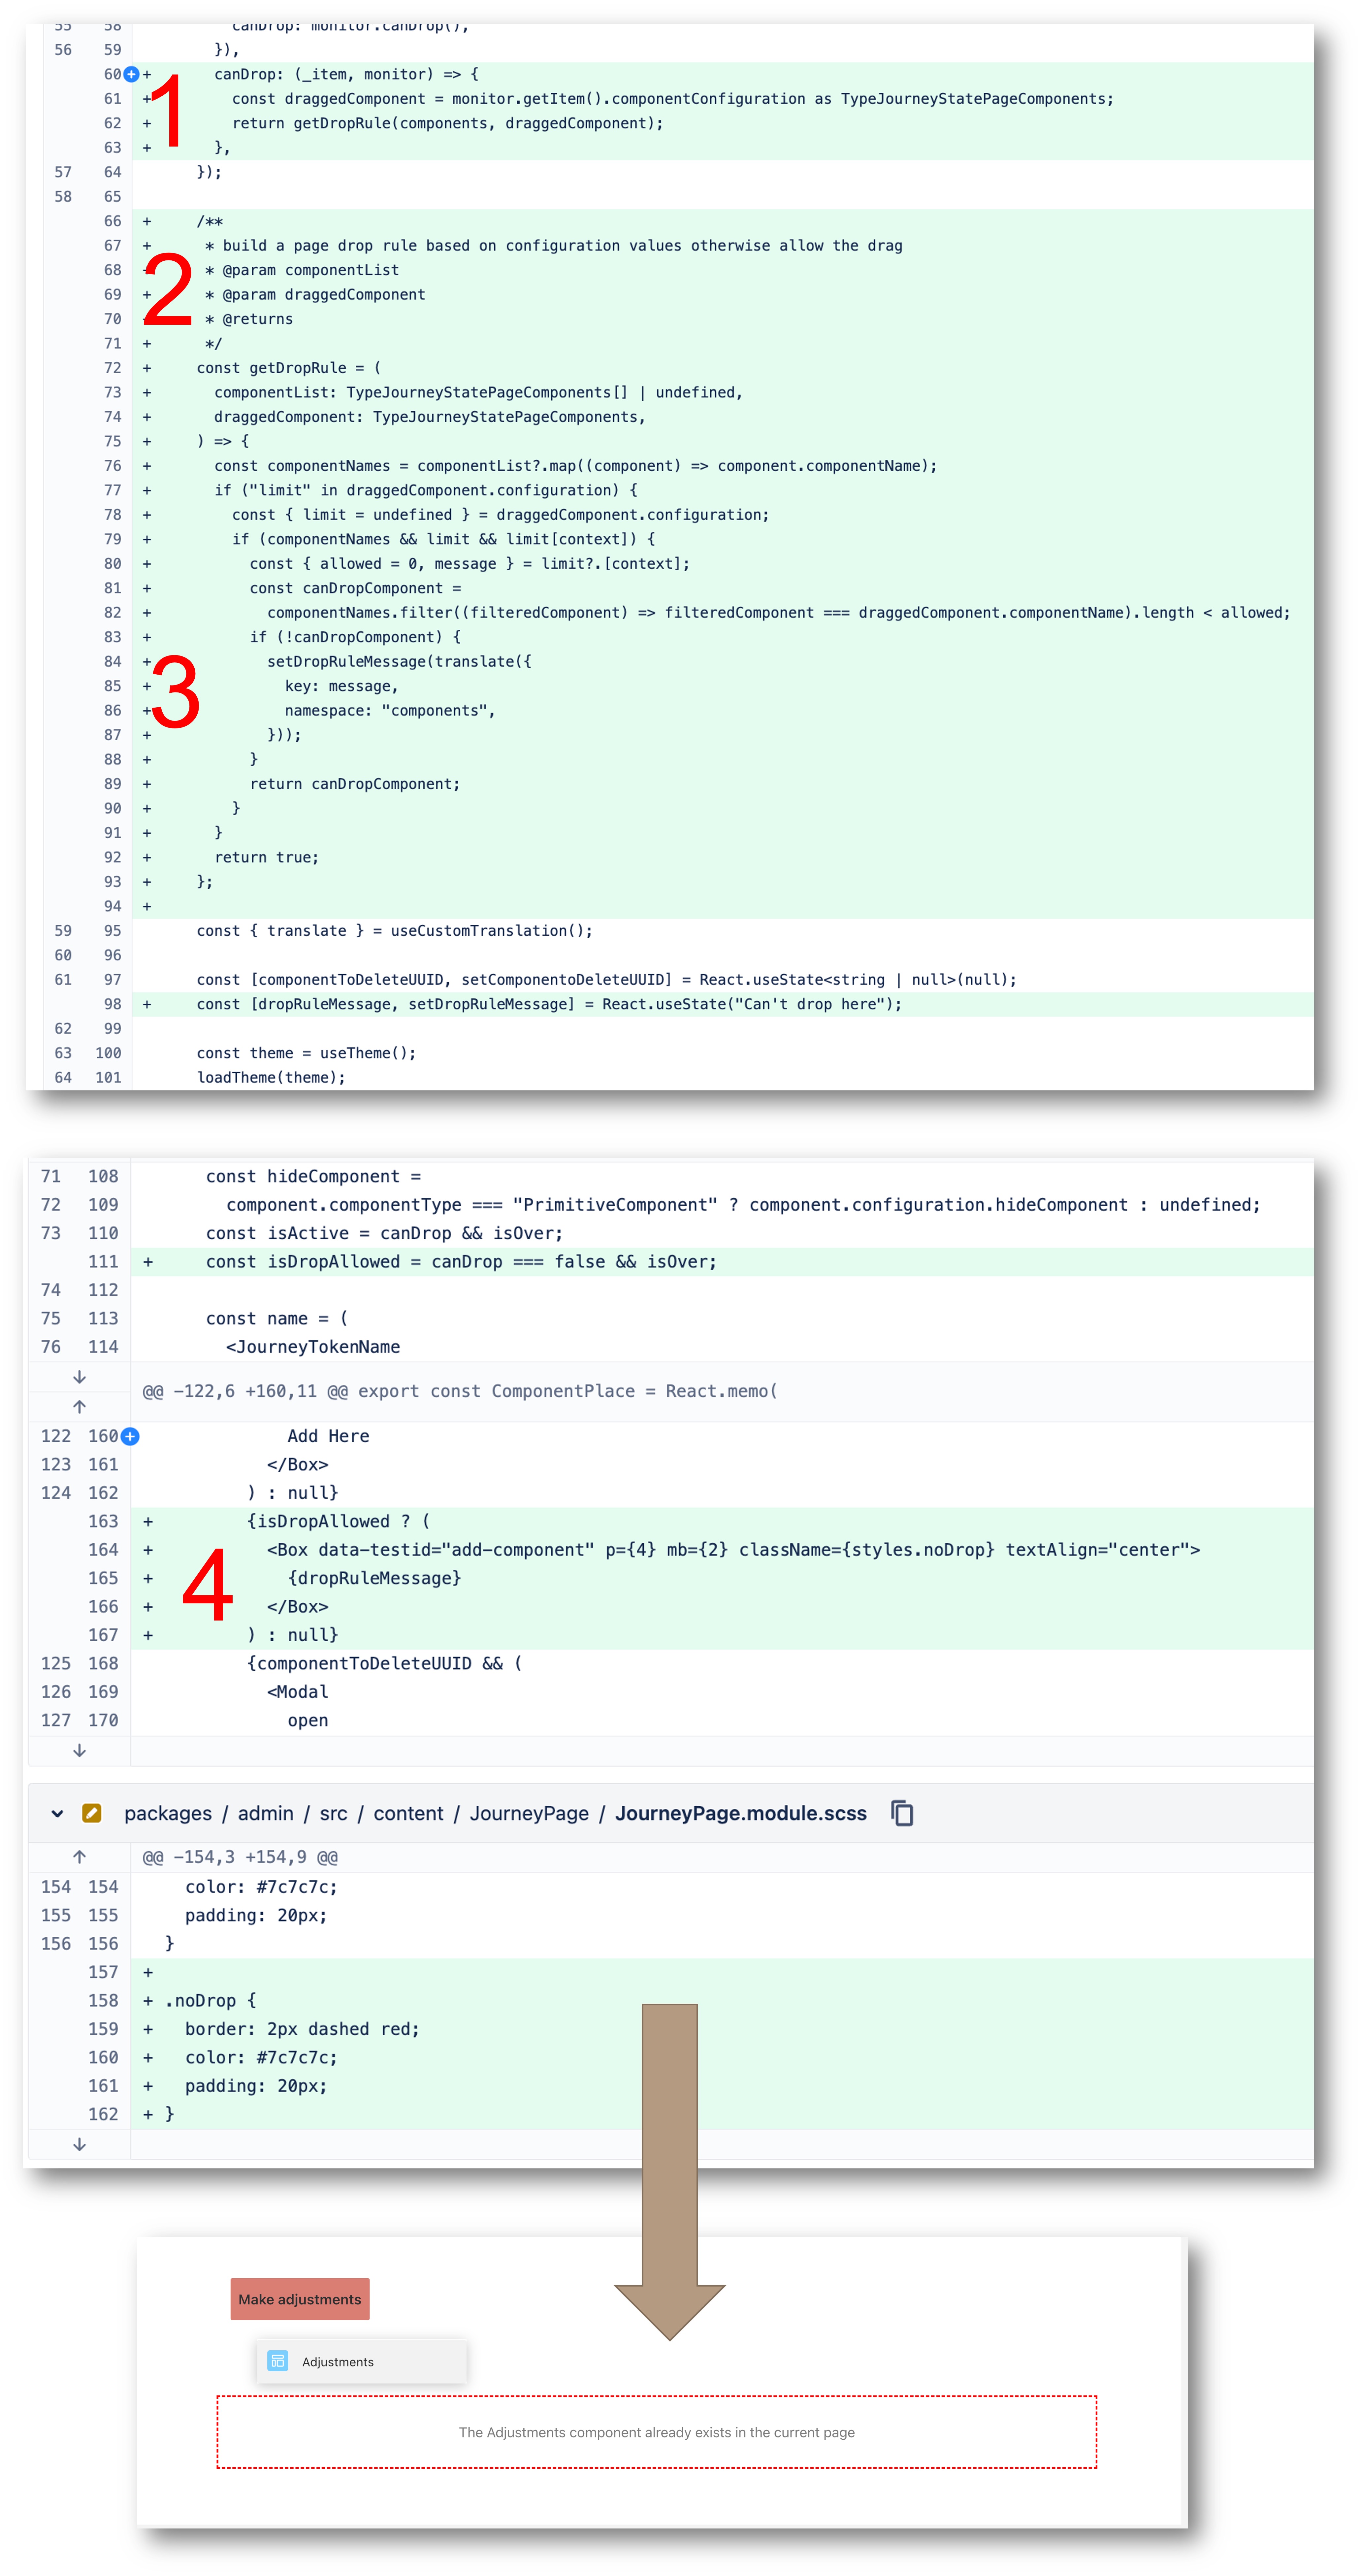 55 58 canDrop: monitor.canDrop(),
56 59 }),
60 + canDrop: (_item, monitor) => {
61 + const draggedComponent = monitor.getItem().componentConfiguration as TypeJourneyStatePageComponents;
62 + return getDropRule(components, draggedComponent);
63 + },
1
57 64 });
58 65
66 + /**
67 + * build a page drop rule based on configuration values otherwise allow the drag
68 + * @param componentList
69 + * @param draggedComponent
70 + * @returns
71 + */
2
72 + const getDropRule = (
73 + componentList: TypeJourneyStatePageComponents[] | undefined,
74 + draggedComponent: TypeJourneyStatePageComponents,
75 + ) => {
76 + const componentNames = componentList?.map((component) => component.componentName);
77 + if ("limit" in draggedComponent.configuration) {
78 + const { limit = undefined } = draggedComponent.configuration;
79 + if (componentNames && limit && limit[context]) {
80 + const { allowed = 0, message } = limit?.[context];
81 + const canDropComponent =
82 + componentNames.filter((filteredComponent) => filteredComponent === draggedComponent.componentName).length < allowed;
83 + if (!canDropComponent) {
84 + setDropRuleMessage(translate({
85 + key: message,
86 + namespace: "components",
87 + }));
3
88 + }
89 + return canDropComponent;
90 + }
91 + }
92 + return true;
93 + };
94 +
59 95 const { translate } = useCustomTranslation();
60 96
61 97 const [componentToDeleteUUID, setComponentoDeleteUUID] = React.useState<string | null>(null);
98 + const [dropRuleMessage, setDropRuleMessage] = React.useState("Can't drop here");
62 99
63 100 const theme = useTheme();
64 101 loadTheme(theme);
71 108 const hideComponent =
72 109 component.componentType === "PrimitiveComponent" ? component.configuration.hideComponent : undefined;
73 110 const isActive = canDrop && isOver;
111 + const isDropAllowed = canDrop === false && isOver;
74 112
75 113 const name = (
76 114 <JourneyTokenName
@@ -122,6 +160,11 @@ export const ComponentPlace = React.memo(
122 160 Add Here
123 161 </Box>
124 162 ) : null}
163 + {isDropAllowed ? (
164 + <Box data-testid="add-component" p={4} mb={2} className={styles.noDrop} textAlign="center">
165 + {dropRuleMessage}
166 + </Box>
167 + ) : null}
4
125 168 {componentToDeleteUUID && (
126 169 <Modal
127 170 open
packages / admin / src / content / JourneyPage / JourneyPage.module.scss
@@ -154,3 +154,9 @@
154 154 color: #7c7c7c;
155 155 padding: 20px;
156 156 }
157 +
158 + .noDrop {
159 + border: 2px dashed red;
160 + color: #7c7c7c;
161 + padding: 20px;
162 + }
Make adjustments
Adjustments
The Adjustments component already exists in the current page